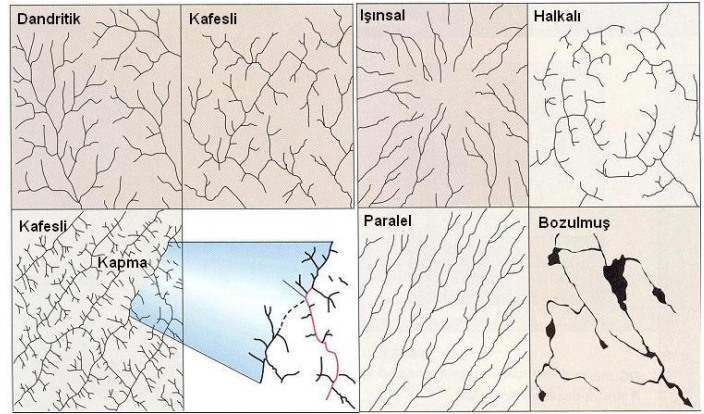 Dandritik
Kafesli
Işınsal
Halkalı
Kafesli
Kapma
Paralel
Bozulmuş